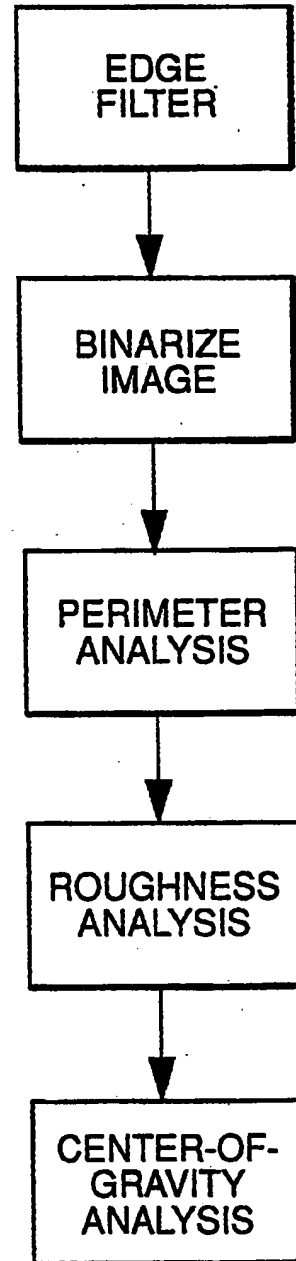 EDGE
FILTER
BINARIZE
IMAGE
PERIMETER
ANALYSIS
ROUGHNESS
ANALYSIS
CENTER-OF-
GRAVITY
ANALYSIS